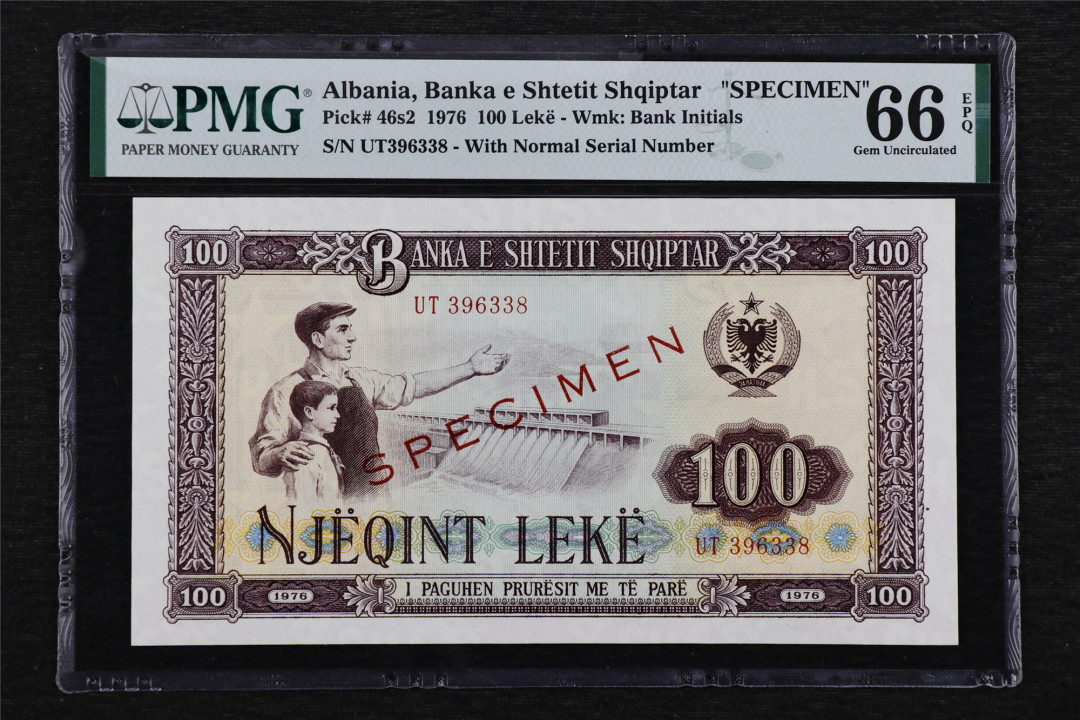 PMG®
PAPER MONEY GUARANTY
Albania, Banka e Shtetit Shqiptar "SPECIMEN"
Pick# 46s2 1976 100 Lekë - Wmk: Bank Initials
S/N UT396338 - With Normal Serial Number
66 EPQ
Gem Uncirculated
100 BANKA E SHTETIT SHQIPTAR 100
UT 396338
SPECIMEN
100
NJËQINT LEKË
UT 396338
I PAGUHEN PRURËSIT ME TË PARË
100 1976 1976 100